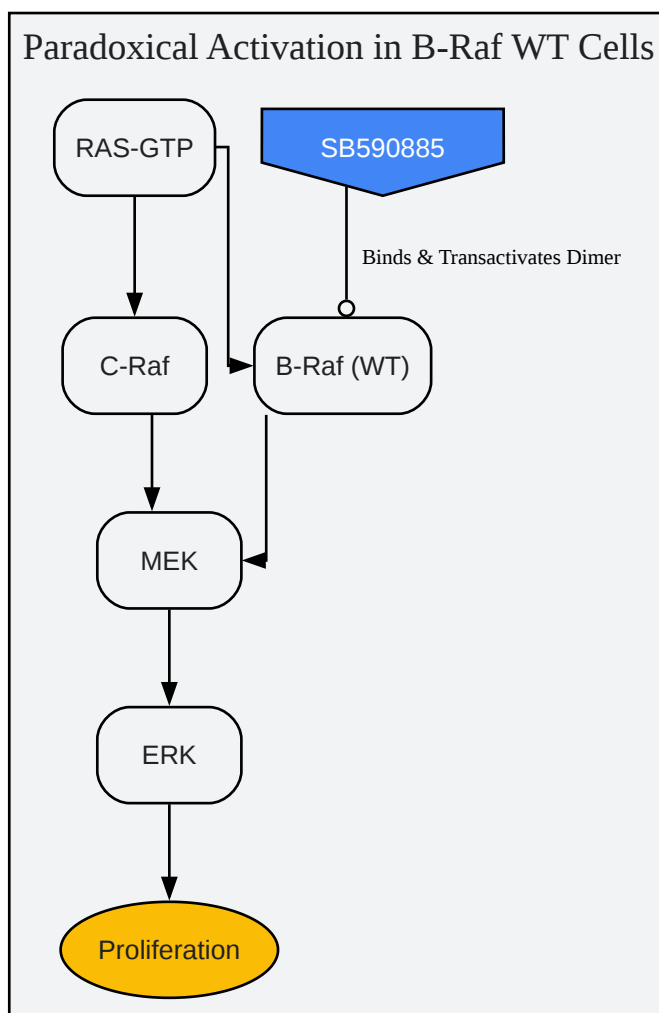 Paradoxical Activation in B-Raf WT Cells
RAS-GTP
SB590885
Binds & Transactivates Dimer
C-Raf
B-Raf (WT)
MEK
ERK
Proliferation